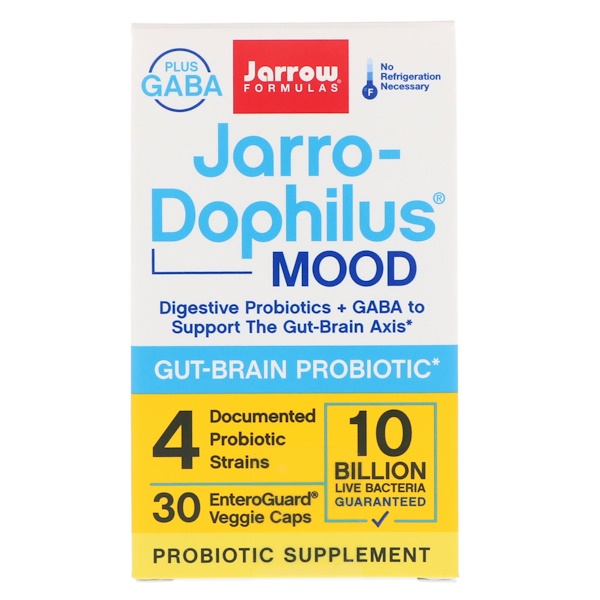 PLUS
GABA
Jarrow
FORMULAS®
No
Refrigeration
Necessary
F
Jarro-
Dophilus®
MOOD
Digestive Probiotics + GABA to
Support The Gut-Brain Axis*
GUT-BRAIN PROBIOTIC*
4
Documented
Probiotic
Strains
30
EnteroGuard®
Veggie Caps
10
BILLION
LIVE BACTERIA
GUARANTEED
PROBIOTIC SUPPLEMENT